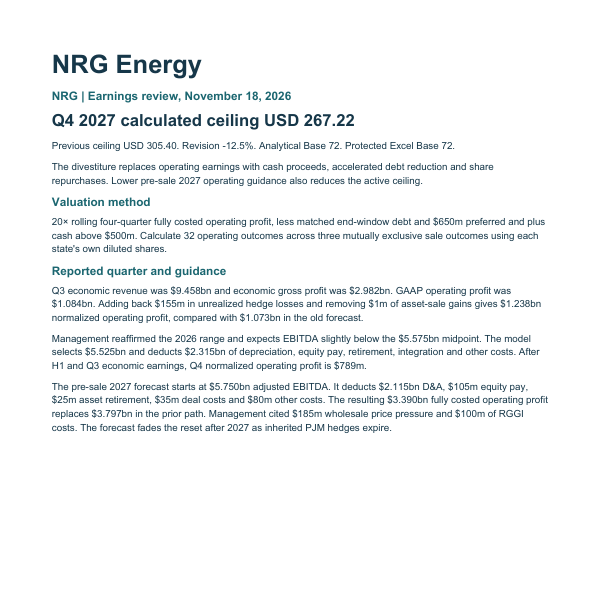 NRG Energy
NRG | Earnings review, November 18, 2026
Q4 2027 calculated ceiling USD 267.22
Previous ceiling USD 305.40. Revision -12.5%. Analytical Base 72. Protected Excel Base 72.
The divestiture replaces operating earnings with cash proceeds, accelerated debt reduction and share
repurchases. Lower pre-sale 2027 operating guidance also reduces the active ceiling.
Valuation method
20× rolling four-quarter fully costed operating profit, less matched end-window debt and $650m preferred and plus
cash above $500m. Calculate 32 operating outcomes across three mutually exclusive sale outcomes using each
state's own diluted shares.
Reported quarter and guidance
Q3 economic revenue was $9.458bn and economic gross profit was $2.982bn. GAAP operating profit was
$1.084bn. Adding back $155m in unrealized hedge losses and removing $1m of asset-sale gains gives $1.238bn
normalized operating profit, compared with $1.073bn in the old forecast.
Management reaffirmed the 2026 range and expects EBITDA slightly below the $5.575bn midpoint. The model
selects $5.525bn and deducts $2.315bn of depreciation, equity pay, retirement, integration and other costs. After
H1 and Q3 economic earnings, Q4 normalized operating profit is $789m.
The pre-sale 2027 forecast starts at $5.750bn adjusted EBITDA. It deducts $2.115bn D&A, $105m equity pay,
$25m asset retirement, $35m deal costs and $80m other costs. The resulting $3.390bn fully costed operating profit
replaces $3.797bn in the prior path. Management cited $185m wholesale price pressure and $100m of RGGI
costs. The forecast fades the reset after 2027 as inherited PJM hedges expire.